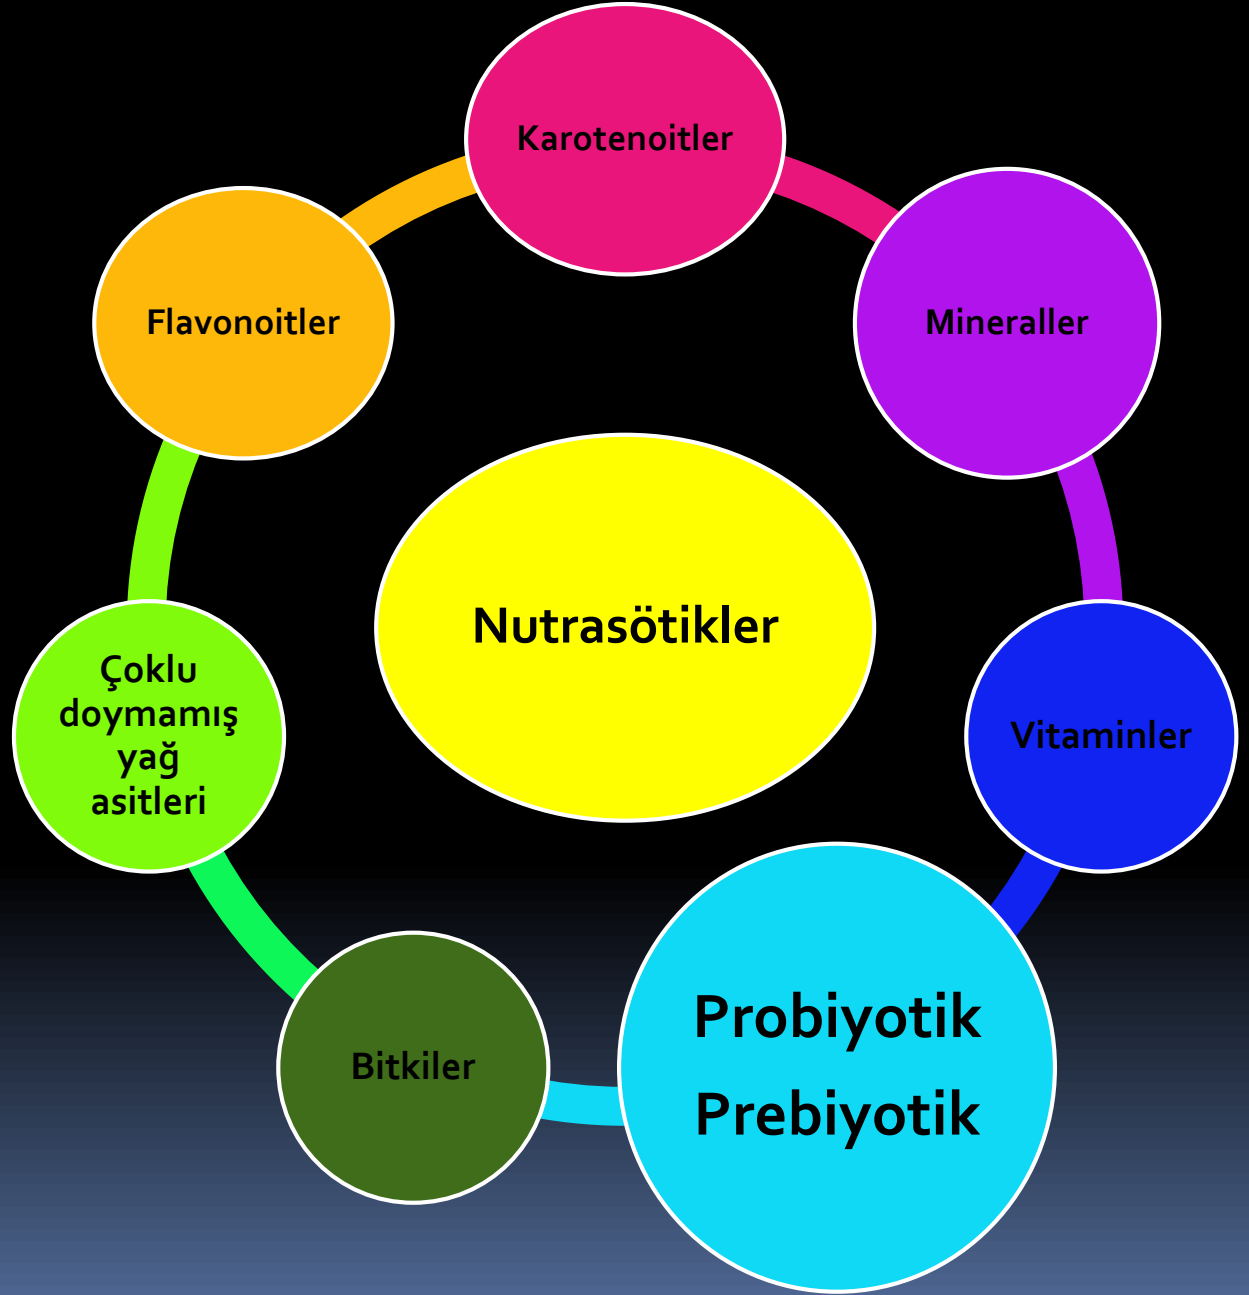 Karotenoitler
Mineraller
Flavonoitler
Nutrasötikler
Çoklu
doymamış
yağ
asitleri
Vitaminler
Probiyotik
Prebiyotik
Bitkiler